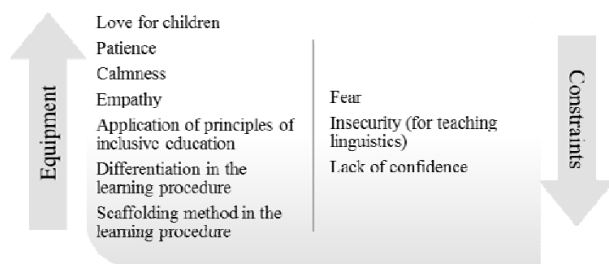 Equipment
Love for children
Patience
Calmness
Empathy
Application of principles of
inclusive education
Differentiation in the
learning procedure
Scaffolding method in the
learning procedure
Fear
Insecurity (for teaching
linguistics)
Lack of confidence
Constraints